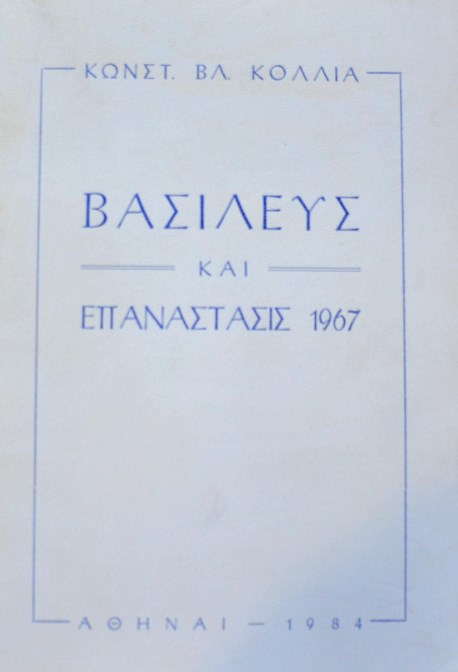 ΚΩΝΣΤ. ΒΛ. ΚΟΛΛΙΑ
ΒΑΣΙΛΕΥΣ
ΚΑΙ
ΕΠΑΝΑΣΤΑΣΙΣ 1967
ΑΘΗΝΑΙ — 1984